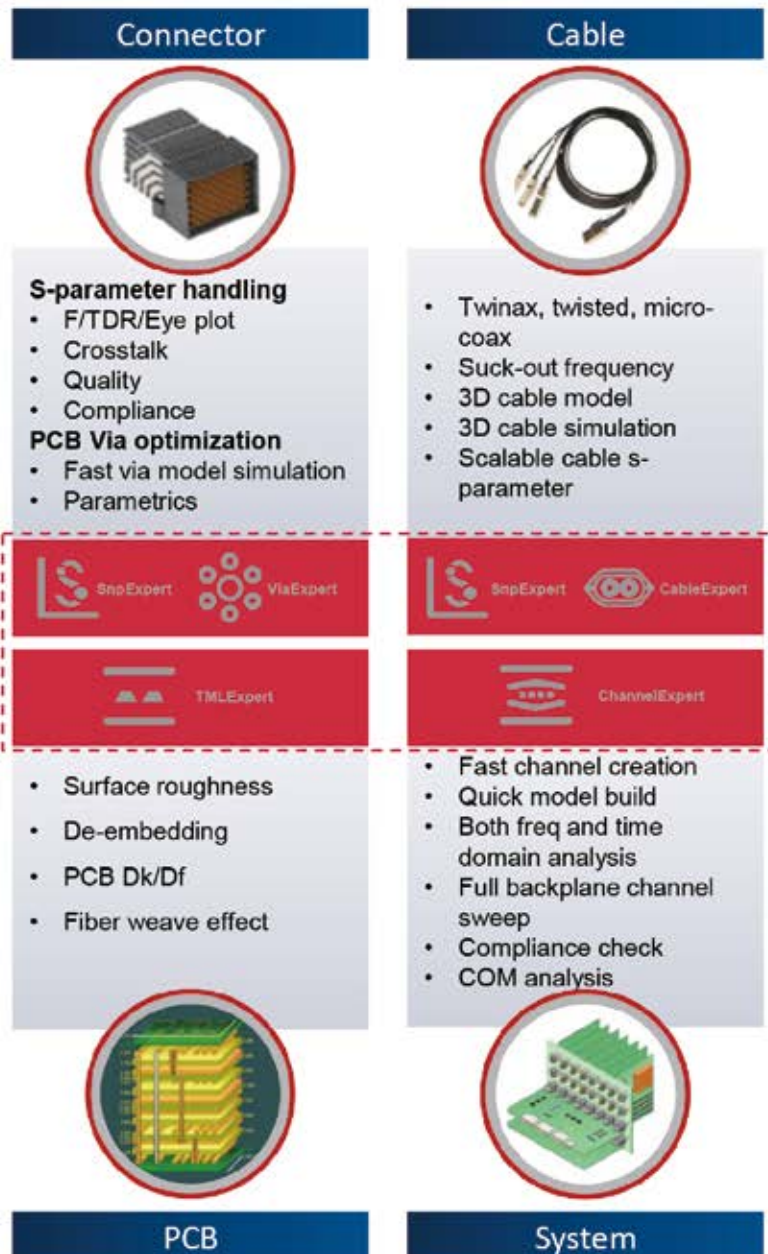 Connector
S-parameter handling
• F/TDR/Eye plot
• Crosstalk
• Quality
• Compliance
PCB Via optimization
• Fast via model simulation
• Parametrics
SnpExpert
ViaExpert
Cable
• Twinax, twisted, micro-
coax
• Suck-out frequency
• 3D cable model
• 3D cable simulation
• Scalable cable s-
parameter
SnpExpert
CableExpert
TMLExpert
• Surface roughness
• De-embedding
• PCB Dk/Df
• Fiber weave effect
PCB
ChannelExpert
• Fast channel creation
• Quick model build
• Both freq and time
domain analysis
• Full backplane channel
sweep
• Compliance check
• COM analysis
System